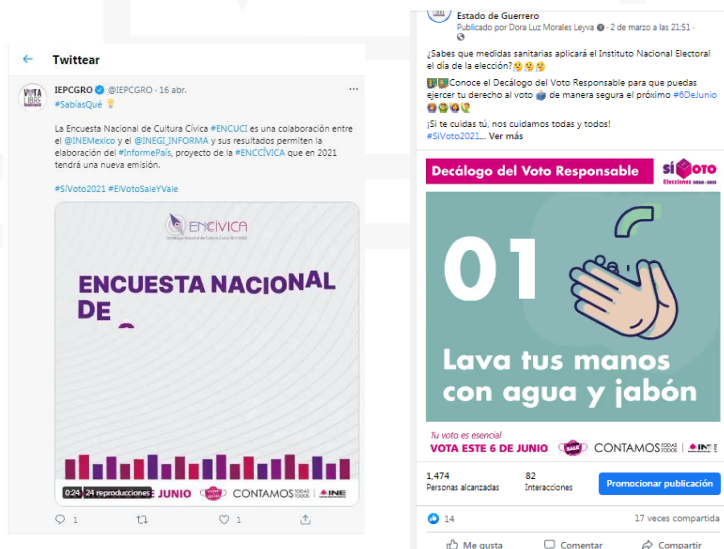 Twittear
IEPCGRO @IEPCGRO · 16 abr.
#SabíasQué
La Encuesta Nacional de Cultura Cívica #ENCUCI es una colaboración entre
el @INEMexico y el @INEGI_INFORMA y sus resultados permiten la
elaboración del #InformePaís, proyecto de la #ENCCÍVICA que en 2021
tendrá una nueva emisión.
#SíVoto2021 #ElVotoSaleYVale
ENCÍVICA
ENCUESTA NACIONAL
DE
0:24 24 reproducciones JUNIO CONTAMOS TODAS TODOS INE
1 1
Estado de Guerrero
Publicado por Dora Luz Morales Leyva · 2 de marzo a las 21:51 ·
¿Sabes que medidas sanitarias aplicará el Instituto Nacional Electoral
el día de la elección?
Conoce el Decálogo del Voto Responsable para que puedas
ejercer tu derecho al voto de manera segura el próximo #6DeJunio
¡Si te cuidas tú, nos cuidamos todas y todos!
#SiVoto2021... Ver más
Decálogo del Voto Responsable
SÍ VOTO
Elecciones 2020-2021
01
Lava tus manos
con agua y jabón
Tu voto es esencial
VOTA ESTE 6 DE JUNIO CONTAMOS TODAS TODOS INE
1,474 82
Personas alcanzadas Interacciones Promocionar publicación
14 17 veces compartida
Me gusta Comentar Compartir